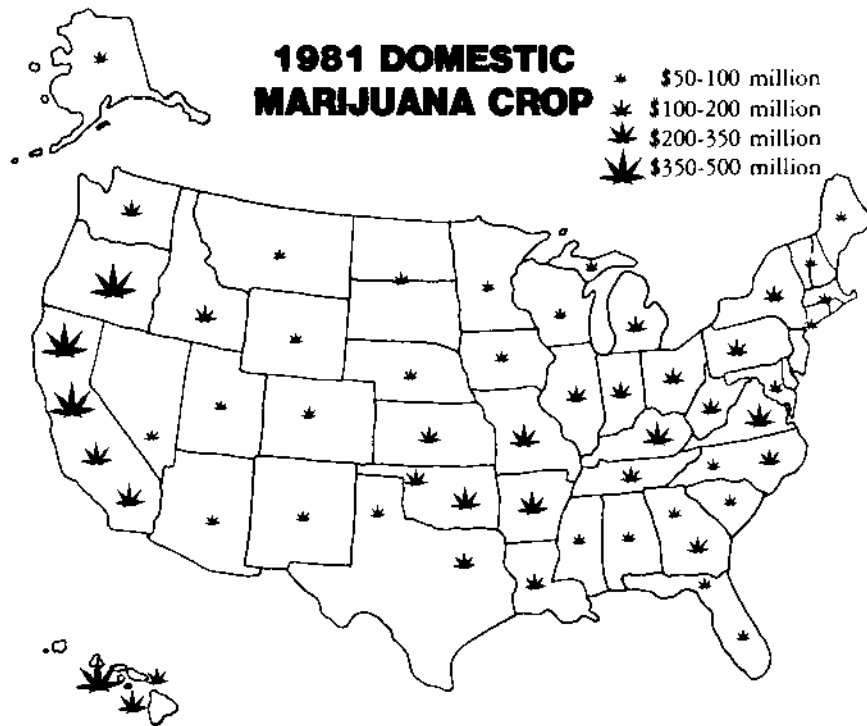 1981 DOMESTIC
MARIJUANA CROP
$50-100 million
$100-200 million
$200-350 million
$350-500 million